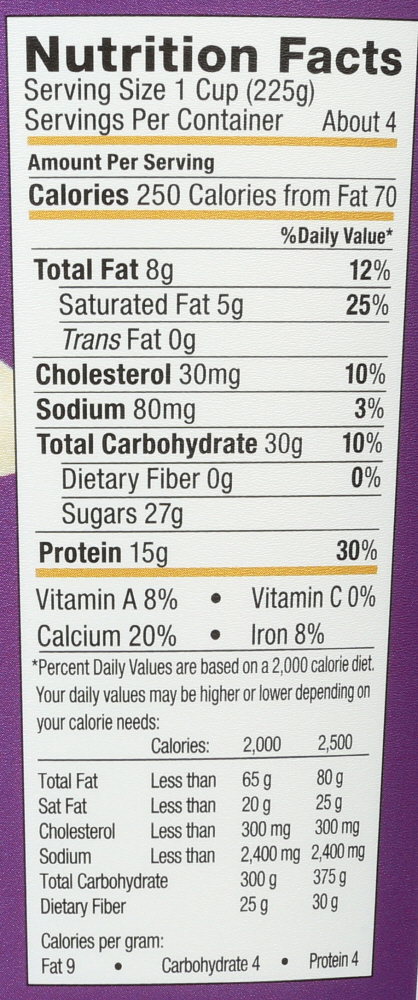 Nutrition Facts
Serving Size 1 Cup (225g)
Servings Per Container About 4
Amount Per Serving
Calories 250 Calories from Fat 70
%Daily Value*
Total Fat 8g 12%
Saturated Fat 5g 25%
Trans Fat 0g
Cholesterol 30mg 10%
Sodium 80mg 3%
Total Carbohydrate 30g 10%
Dietary Fiber 0g 0%
Sugars 27g
Protein 15g 30%
Vitamin A 8% • Vitamin C 0%
Calcium 20% • Iron 8%
*Percent Daily Values are based on a 2,000 calorie diet.
Your daily values may be higher or lower depending on
your calorie needs:
Calories: 2,000 2,500
Total Fat Less than 65 g 80 g
Sat Fat Less than 20 g 25 g
Cholesterol Less than 300 mg 300 mg
Sodium Less than 2,400 mg 2,400 mg
Total Carbohydrate 300 g 375 g
Dietary Fiber 25 g 30 g
Calories per gram:
Fat 9 • Carbohydrate 4 • Protein 4